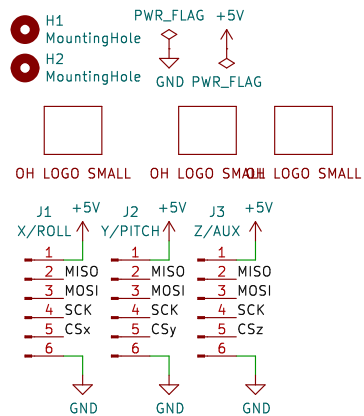 H1
MountingHole
H2
MountingHole
PWR_FLAG
GND
+5V
PWR_FLAG
OH LOGO SMALL
OH LOGO SMALL
OH LOGO SMALL
J1
X/ROLL
+5V
1
2 MISO
3 MOSI
4 SCK
5 CSx
6
GND
J2
Y/PITCH
+5V
1
2 MISO
3 MOSI
4 SCK
5 CSy
6
GND
J3
Z/AUX
+5V
1
2 MISO
3 MOSI
4 SCK
5 CSz
6
GND